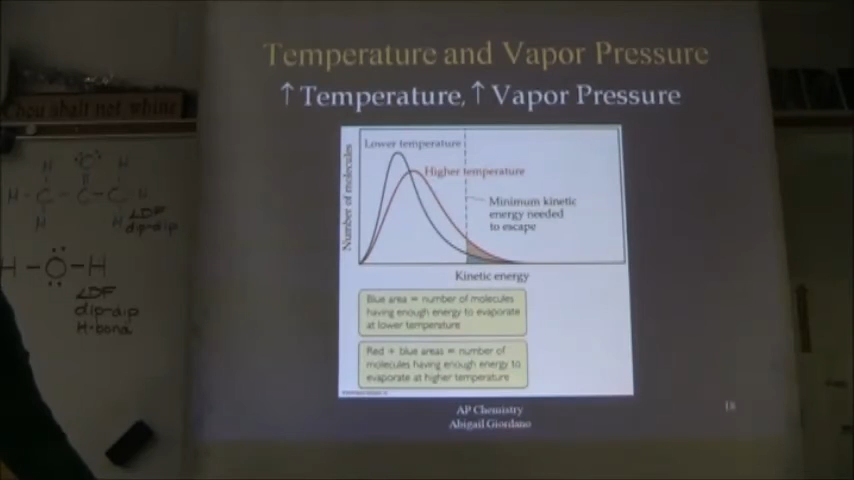 Temperature and Vapor Pressure
↑ Temperature, ↑ Vapor Pressure
Lower temperature
Higher temperature
Number of molecules
Minimum kinetic
energy needed
to escape
Kinetic energy
Blue area = number of molecules
having enough energy to evaporate
at lower temperature
Red + blue areas = number of
molecules having enough energy to
evaporate at higher temperature
AP Chemistry
Abigail Giordano
18
shalt not whine
H :O: H
H – C – C – C – H
H H
LDF
dip-dip
H – O – H
LDF
dip-dip
H-bond